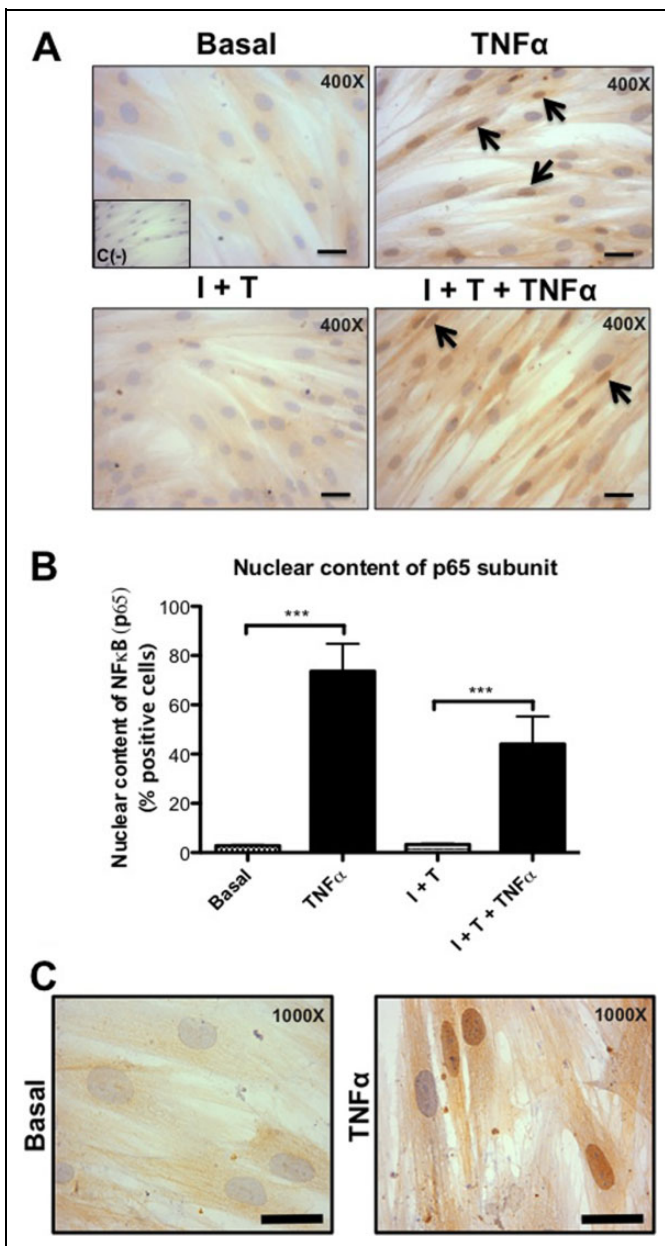 A
Basal
TNFα
400X
400X
C(-)
I + T
I + T + TNFα
400X
400X
B
Nuclear content of p65 subunit
Nuclear content of NFκB (p65)
(% positive cells)
100
80
60
40
20
0
***
***
Basal
TNFα
I + T
I + T + TNFα
C
Basal
1000X
TNFα
1000X